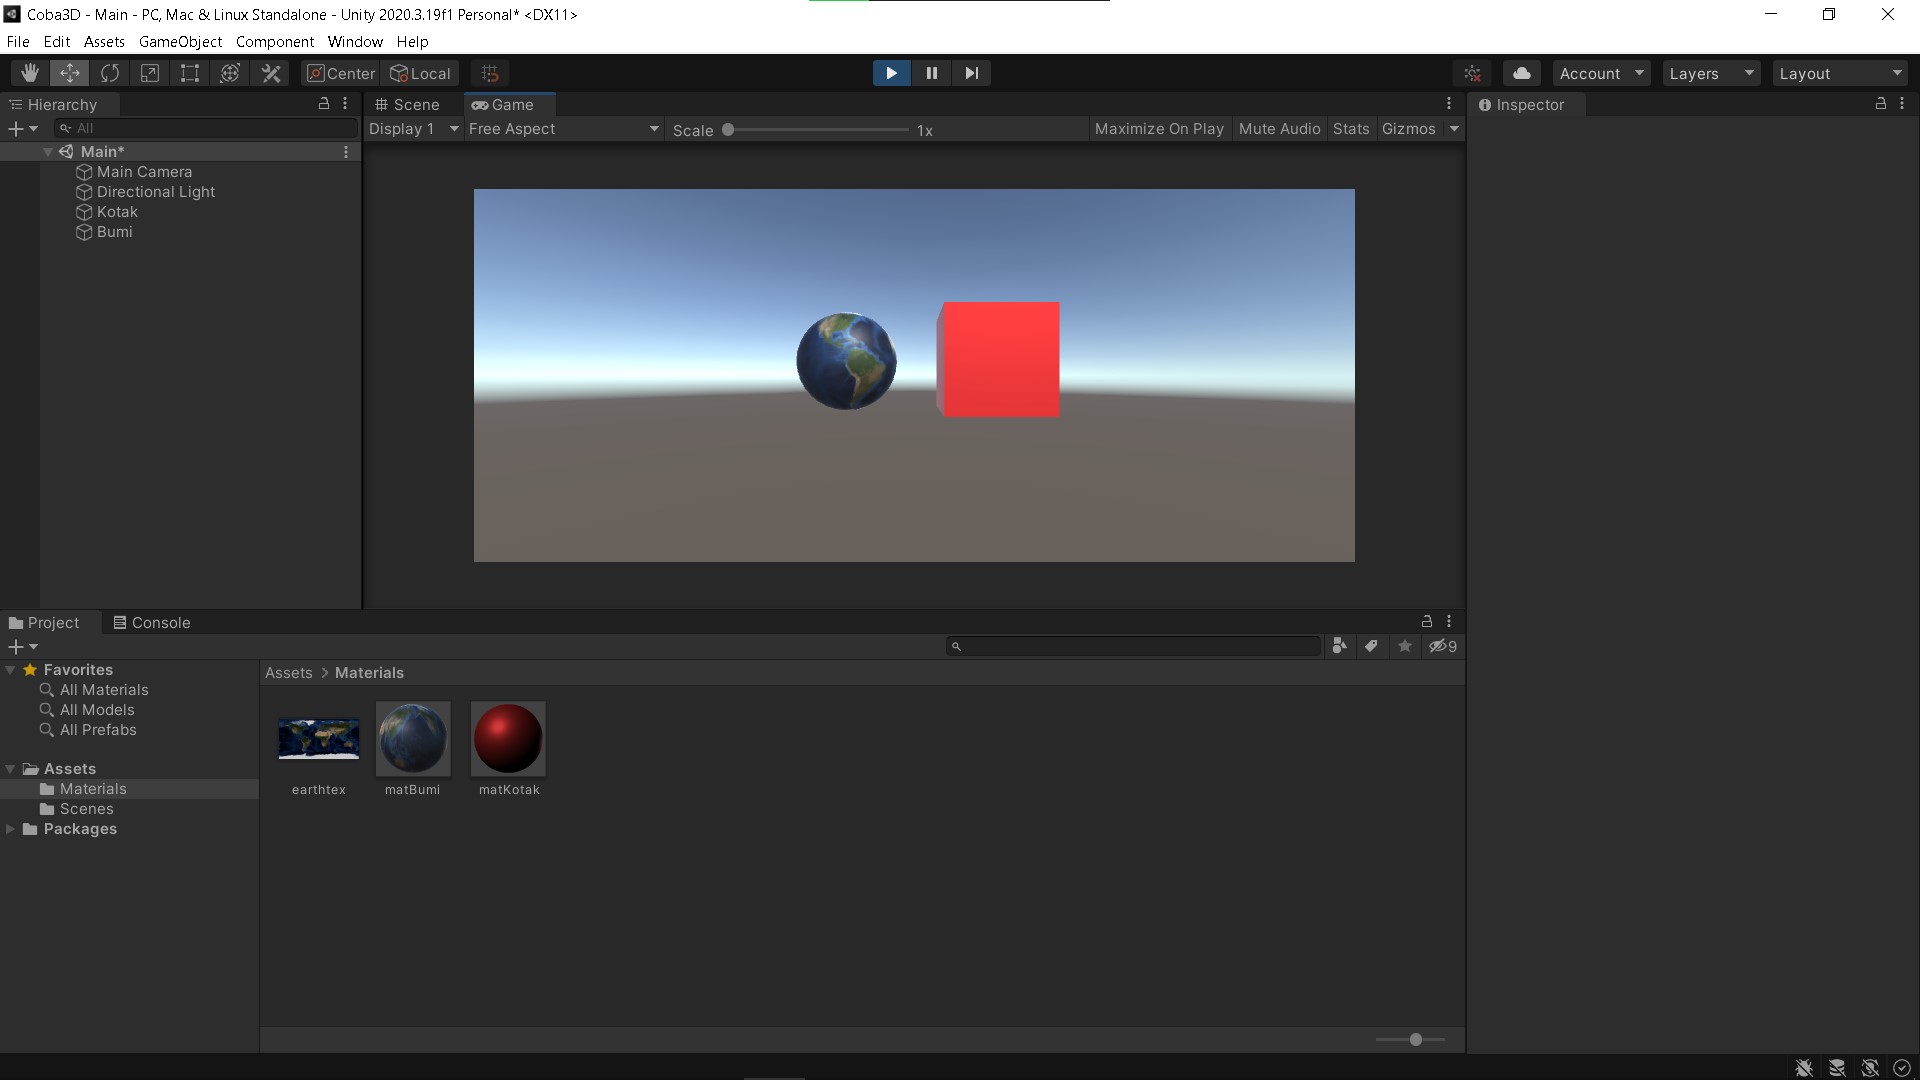 Coba3D - Main - PC, Mac & Linux Standalone - Unity 2020.3.19f1 Personal* <DX11>
File Edit Assets GameObject Component Window Help
Center Local Account Layers Layout
Hierarchy
All
Main*
Main Camera
Directional Light
Kotak
Bumi
Scene Game
Display 1 Free Aspect Scale 1x Maximize On Play Mute Audio Stats Gizmos
Inspector
Project Console
9
Favorites
All Materials
All Models
All Prefabs
Assets
Materials
Scenes
Packages
Assets > Materials
earthtex matBumi matKotak